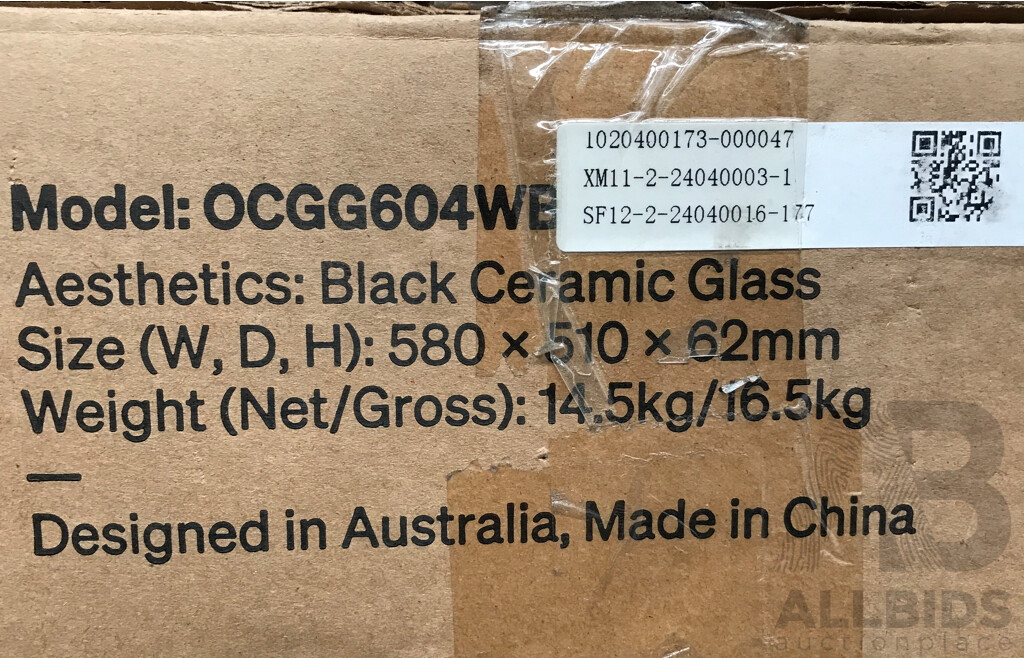 1020400173-000047
XM11-2-24040003-1
SF12-2-24040016-177
Model: OCGG604WB
Aesthetics: Black Ceramic Glass
Size (W, D, H): 580 × 510 × 62mm
Weight (Net/Gross): 14.5kg/16.5kg
Designed in Australia, Made in China
B
ALLBIDS
auctionplace